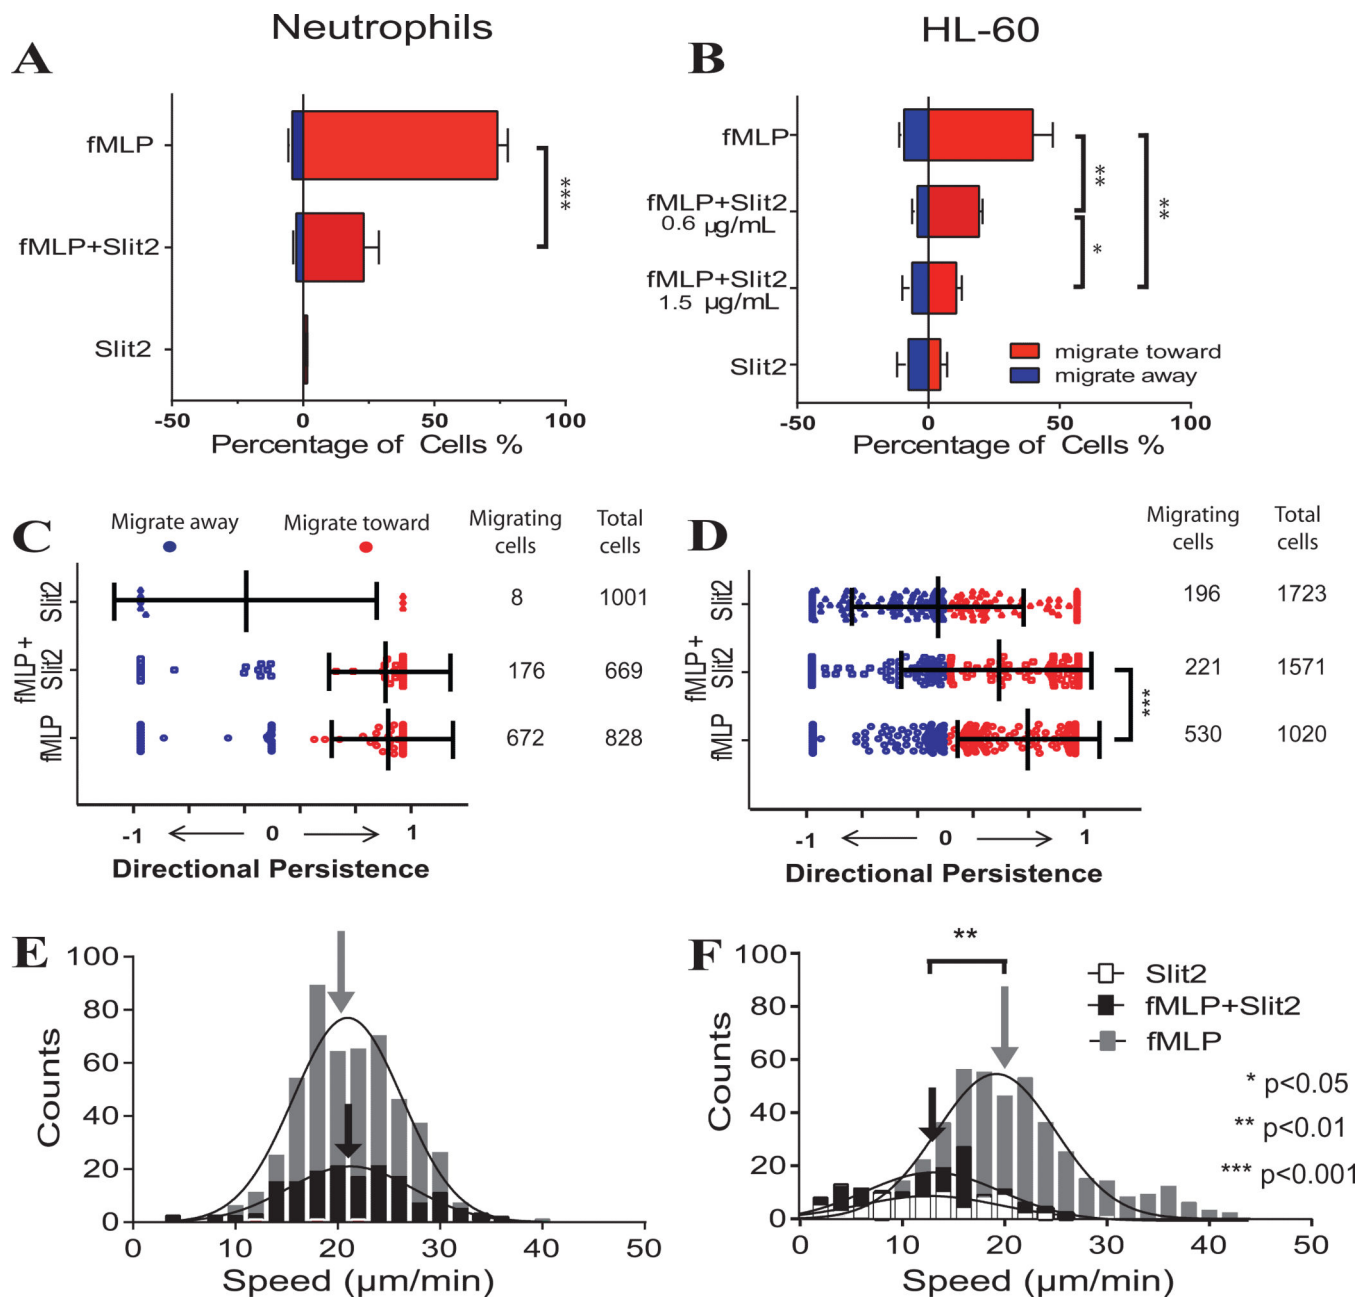 Neutrophils
HL-60
A
fMLP
fMLP+Slit2
Slit2
***
-50 0 50 100
Percentage of Cells %
B
fMLP
fMLP+Slit2
0.6 µg/mL
fMLP+Slit2
1.5 µg/mL
Slit2
**
*
**
migrate toward
migrate away
-50 0 50 100
Percentage of Cells %
C
Migrate away
Migrate toward
Migrating
cells
Total
cells
Slit2
8 1001
fMLP+
Slit2
176 669
fMLP
672 828
-1 0 1
Directional Persistence
D
Migrating
cells
Total
cells
Slit2
196 1723
fMLP+
Slit2
221 1571
fMLP
530 1020
***
-1 0 1
Directional Persistence
E
Counts
100
80
60
40
20
0
0 10 20 30 40 50
Speed (µm/min)
F
Counts
100
80
60
40
20
0
**
Slit2
fMLP+Slit2
fMLP
* p<0.05
** p<0.01
*** p<0.001
0 10 20 30 40 50
Speed (µm/min)